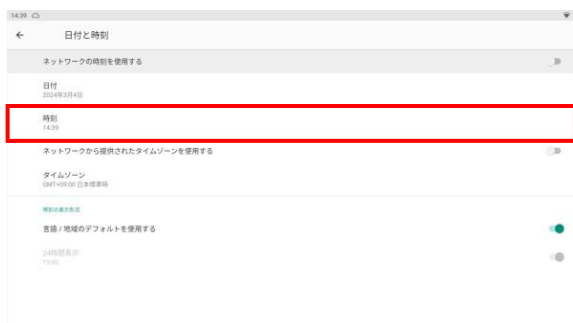 14:39
日付と時刻
ネットワークの時刻を使用する
日付
2024年3月4日
時刻
14:39
ネットワークから提供されたタイムゾーンを使用する
タイムゾーン
GMT+09:00 日本標準時
時刻の表示形式
言語 / 地域のデフォルトを使用する
24時間表示
13:00